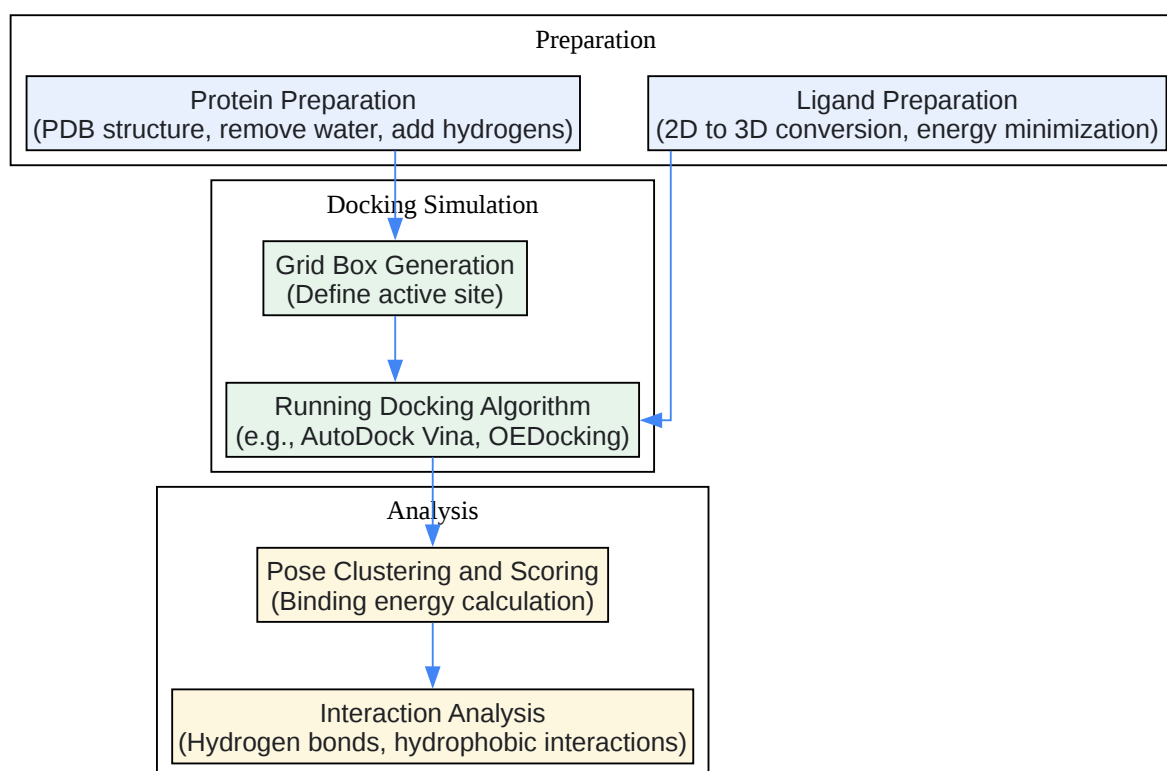 Preparation
Protein Preparation
(PDB structure, remove water, add hydrogens)
Ligand Preparation
(2D to 3D conversion, energy minimization)
Docking Simulation
Grid Box Generation
(Define active site)
Running Docking Algorithm
(e.g., AutoDock Vina, OEDocking)
Analysis
Pose Clustering and Scoring
(Binding energy calculation)
Interaction Analysis
(Hydrogen bonds, hydrophobic interactions)